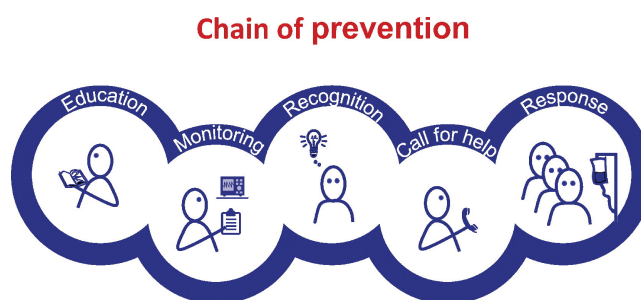 Chain of prevention
Education
Monitoring
Recognition
Call for help
Response